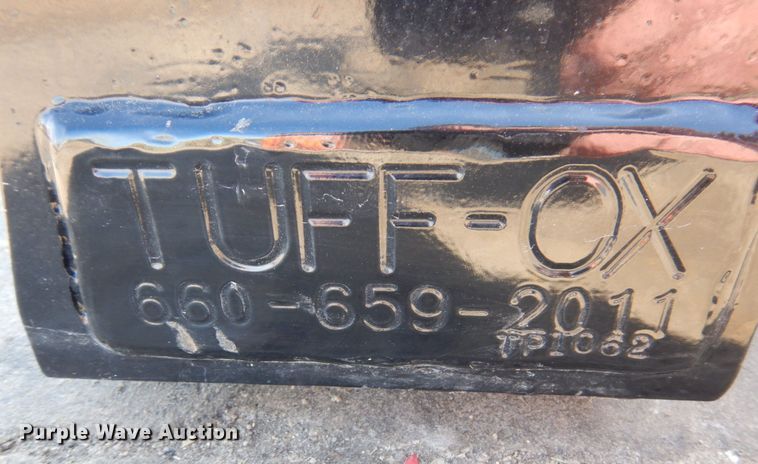 TUFF-OX
660-659-2011
TP1062
Purple Wave Auction